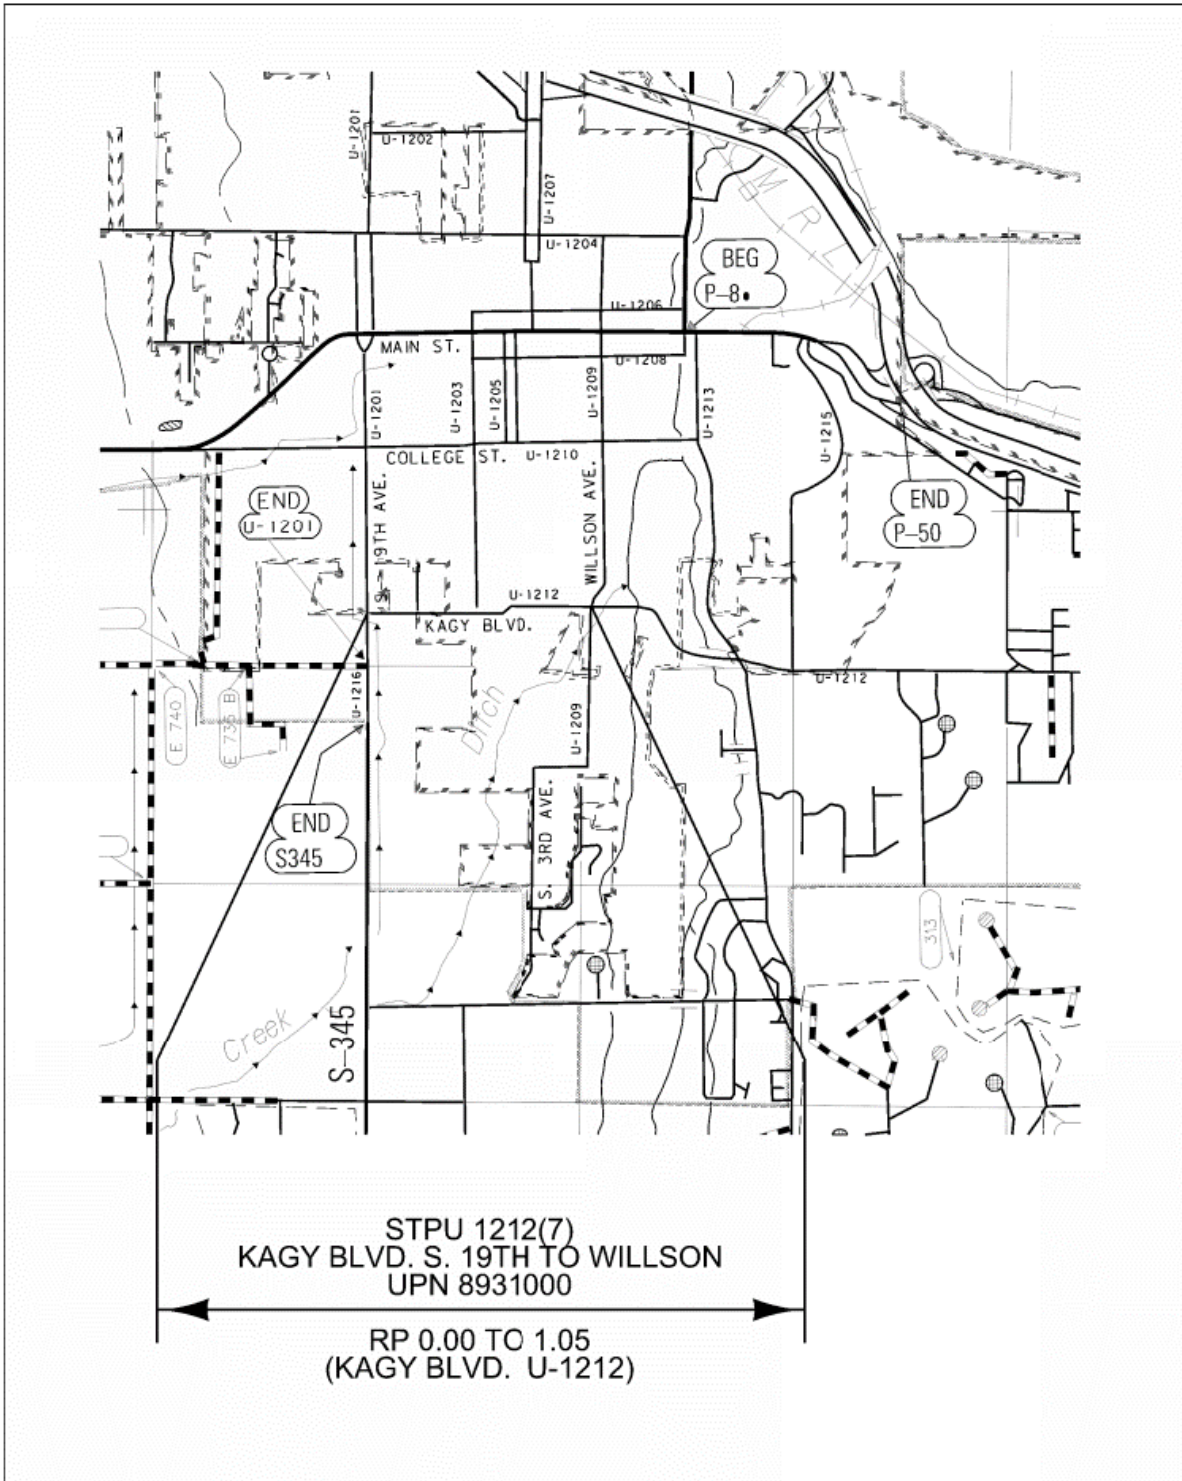 U-1201
U-1202
U-1207
U-1204
MRL
BEG
P-8
U-1206
MAIN ST.
U-1208
U-1201
U-1203
U-1205
U-1209
U-1213
U-1215
COLLEGE ST. U-1210
END
U-1201
S. 19TH AVE.
WILLSON AVE.
END
P-50
U-1212
KAGY BLVD.
U-1216
U-1212
E 740
E 735 B
Ditch
U-1209
END
S345
S. 3RD AVE.
313
Creek
S-345
STPU 1212(7)
KAGY BLVD. S. 19TH TO WILLSON
UPN 8931000
RP 0.00 TO 1.05
(KAGY BLVD. U-1212)